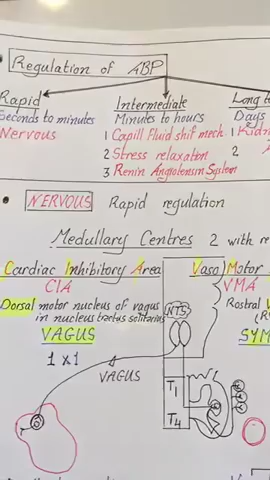 Regulation of ABP
Rapid Intermediate Long
Seconds to minutes Minutes to hours Days
Nervous 1 Capill Fluid shif mech 1 Kidn
2 Stress relaxation 2
3 Renin Angiotensin System
NERVOUS Rapid regulation
Medullary Centres 2 with re
Cardiac Inhibitory Area Vaso Motor
CIA VMA
Dorsal motor nucleus of vagus Rostral V
in nucleus tractus solitarius
VAGUS SYM
NTS
1 x 1
VAGUS
T1
T4